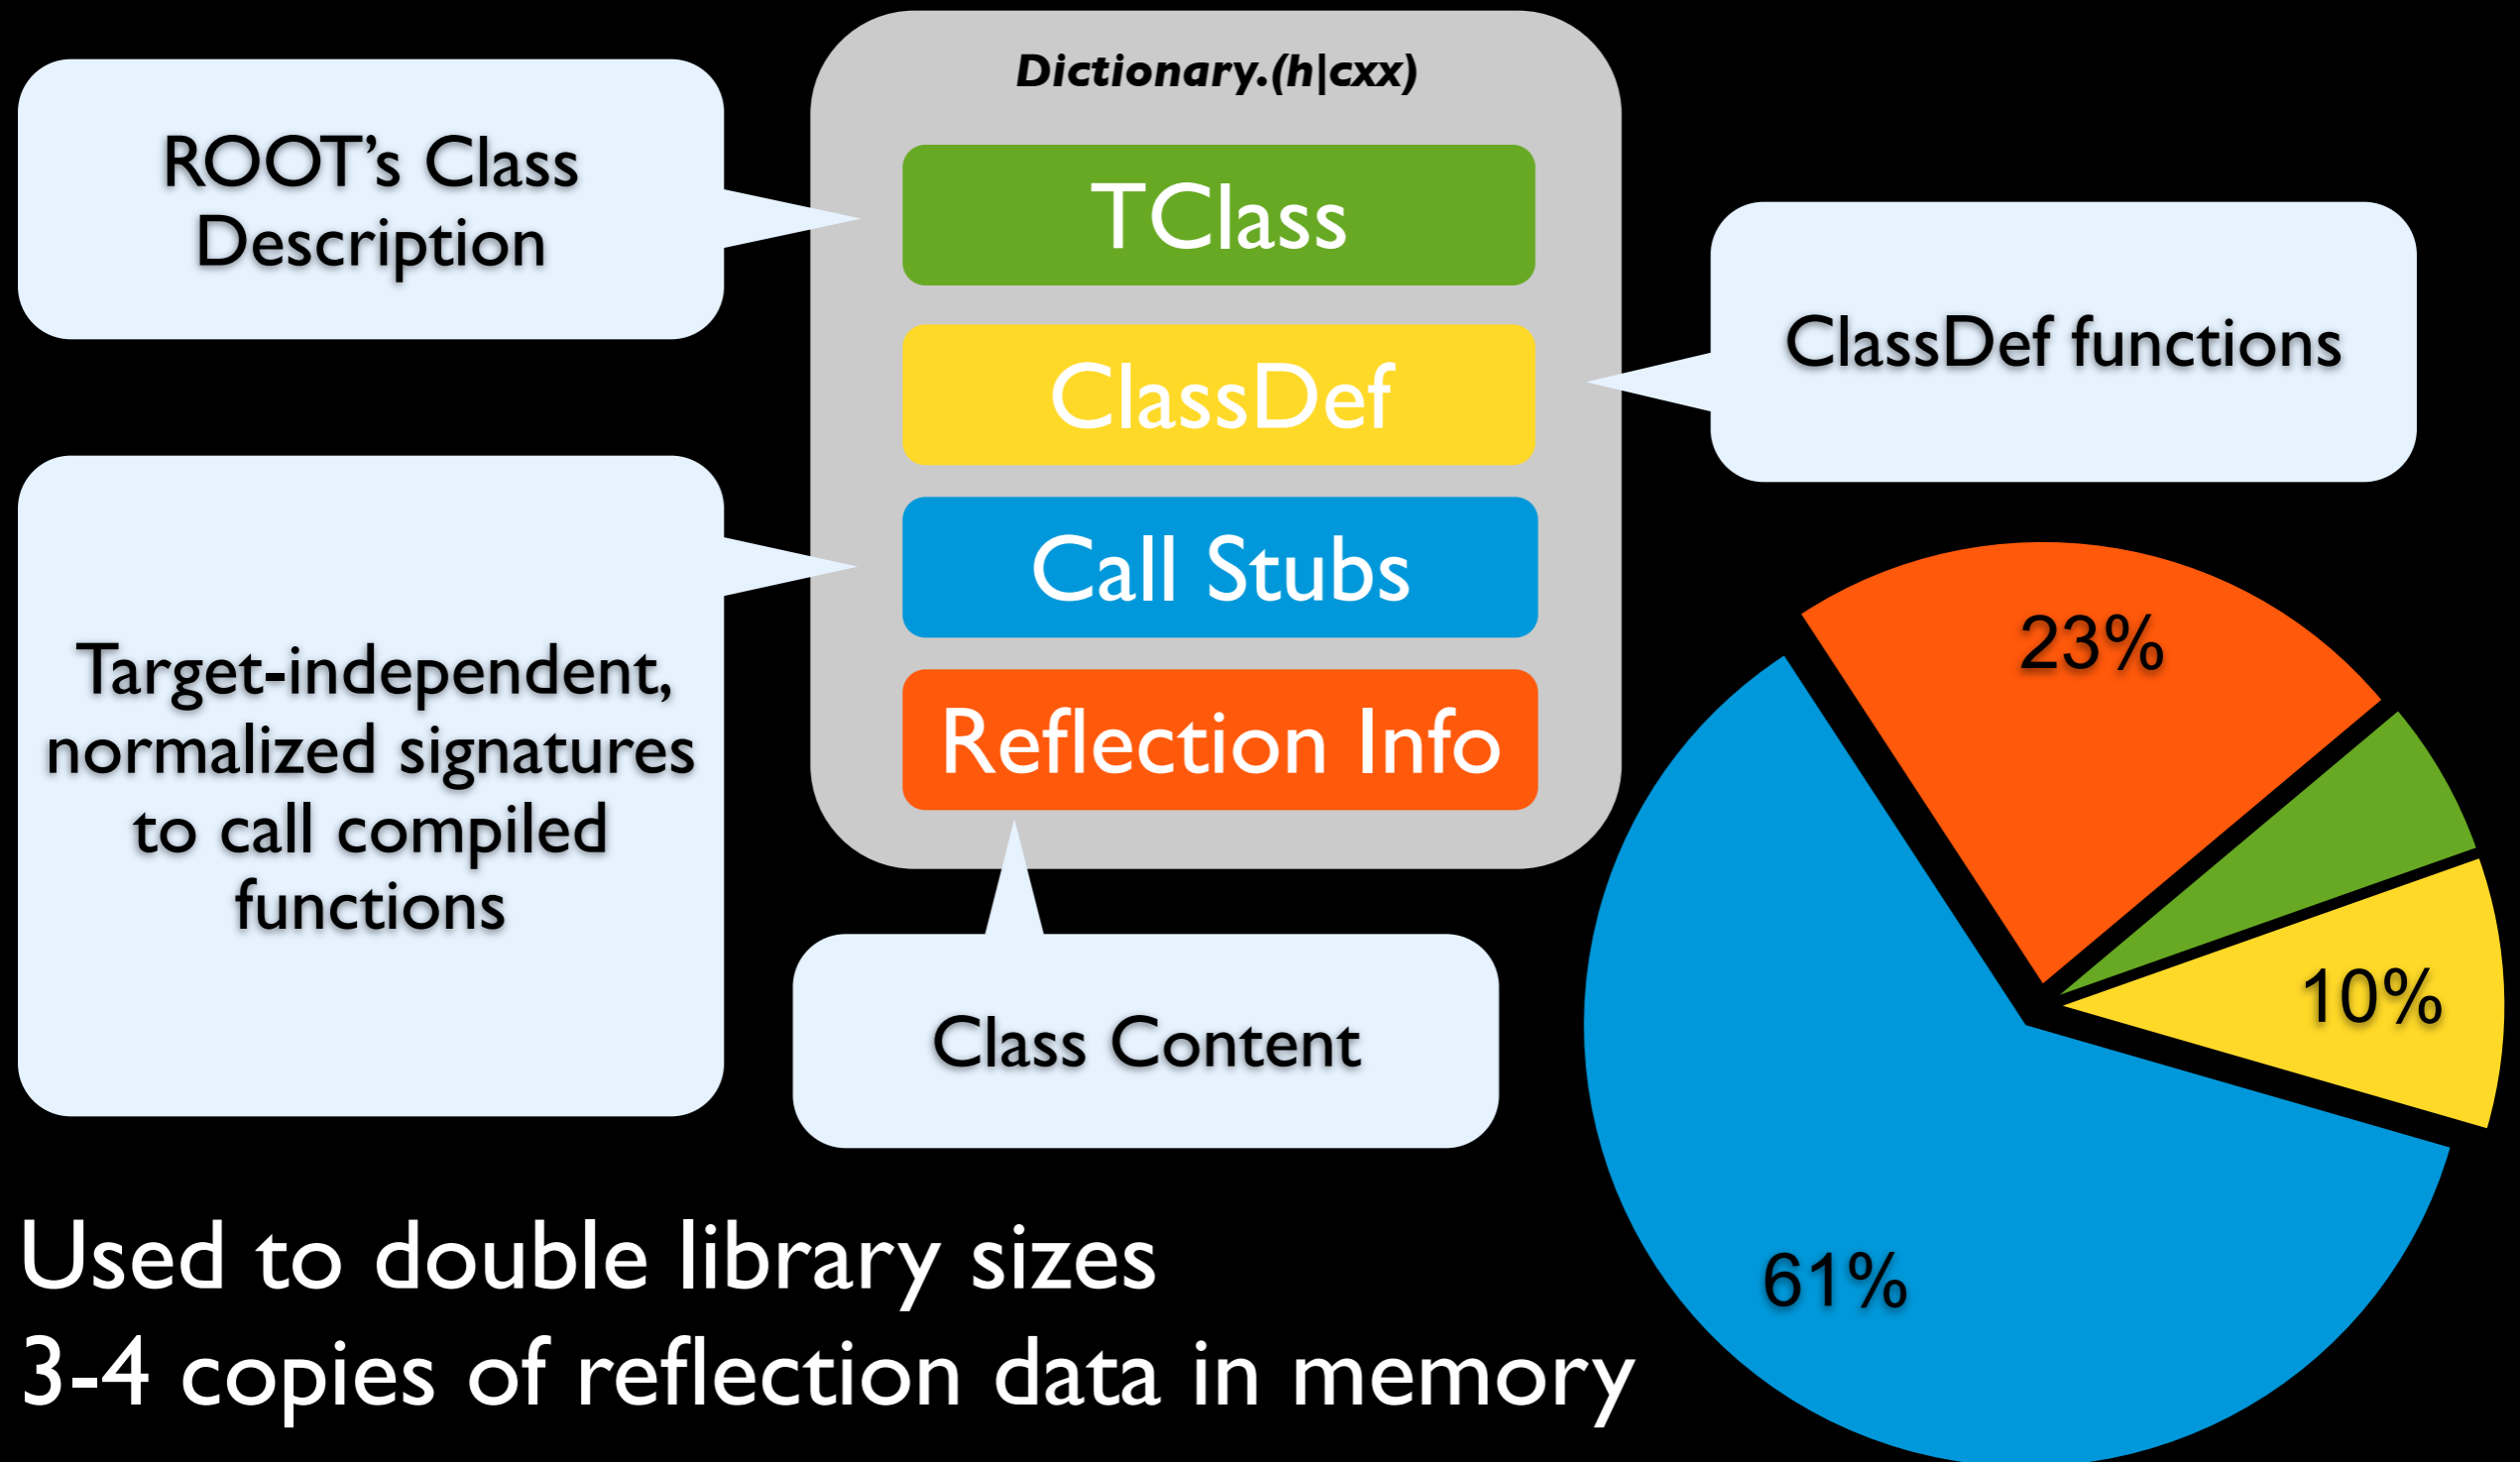 Dictionary.(h|cxx)
ROOT’s Class
Description
TClass
ClassDef
ClassDef functions
Call Stubs
Target-independent,
normalized signatures
to call compiled
functions
Reflection Info
Class Content
23%
10%
61%
Used to double library sizes
3-4 copies of reflection data in memory